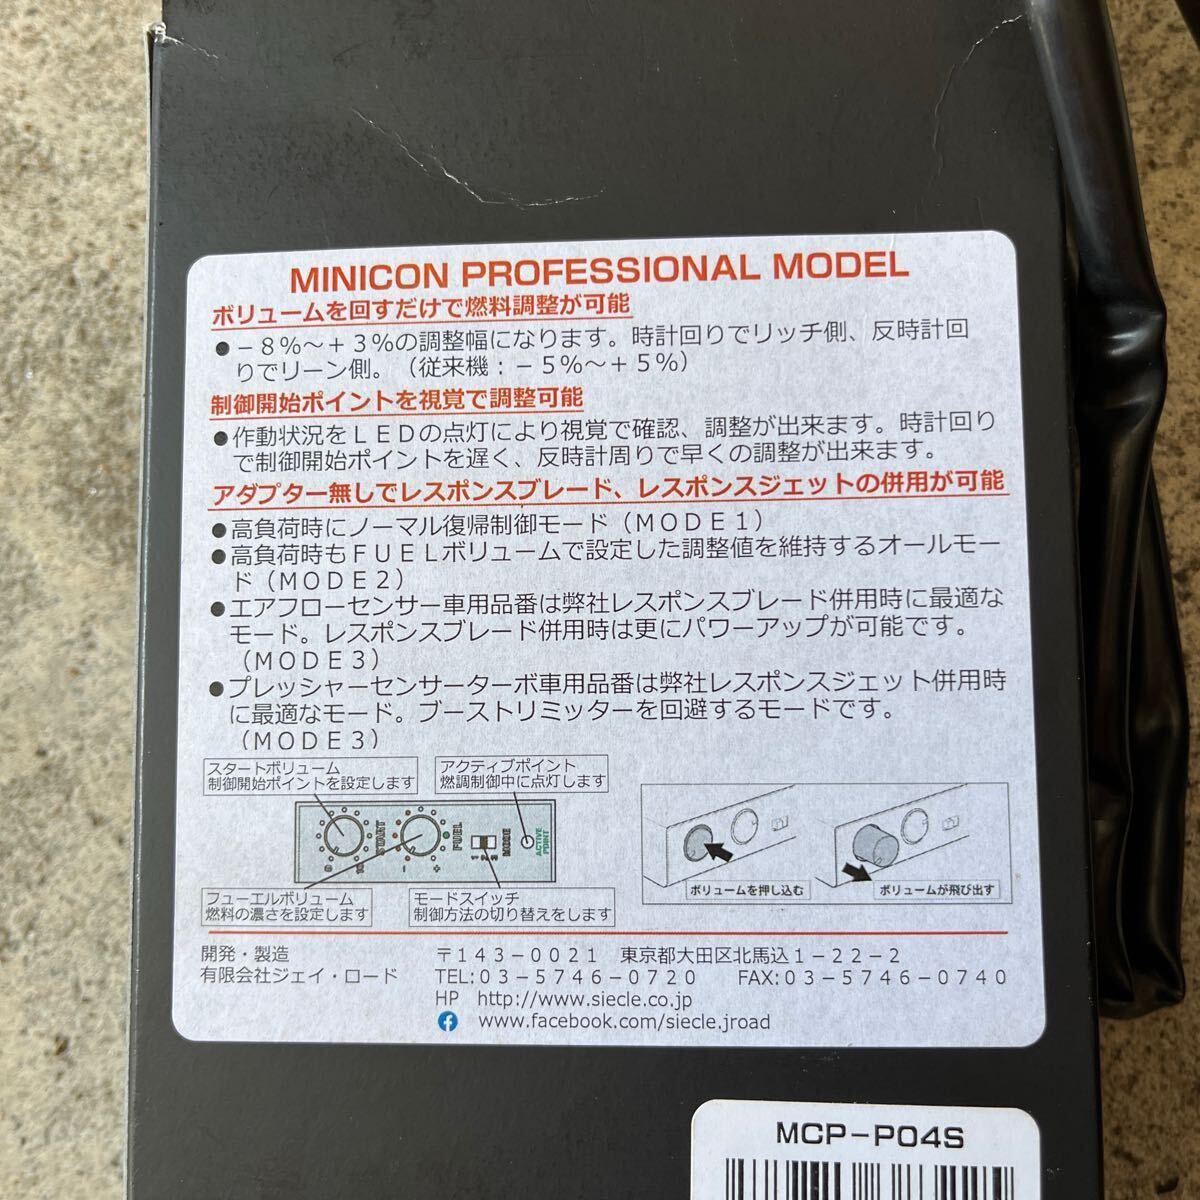 MINICON PROFESSIONAL MODEL
ボリュームを回すだけで燃料調整が可能
●－８％～＋３％の調整幅になります。時計回りでリッチ側、反時計回
りでリーン側。（従来機：－５％～＋５％）
制御開始ポイントを視覚で調整可能
●作動状況をＬＥＤの点灯により視覚で確認、調整が出来ます。時計回り
で制御開始ポイントを遅く、反時計周りで早くの調整が出来ます。
アダプター無しでレスポンスブレード、レスポンスジェットの併用が可能
●高負荷時にノーマル復帰制御モード（ＭＯＤＥ１）
●高負荷時もＦＵＥＬボリュームで設定した調整値を維持するオールモー
ド（ＭＯＤＥ２）
●エアフローセンサー車用品番は弊社レスポンスブレード併用時に最適な
モード。レスポンスブレード併用時は更にパワーアップが可能です。
（ＭＯＤＥ３）
●プレッシャーセンサーターボ車用品番は弊社レスポンスジェット併用時
に最適なモード。ブーストリミッターを回避するモードです。
（ＭＯＤＥ３）
スタートボリューム
制御開始ポイントを設定します
アクティブポイント
燃調制御中に点灯します
0 10 START
- + FUEL
1 2 3 MODE
ACTIVE
POINT
フューエルボリューム
燃料の濃さを設定します
モードスイッチ
制御方法の切り替えをします
ボリュームを押し込む
ボリュームが飛び出す
開発・製造
有限会社ジェイ・ロード
〒１４３－００２１　東京都大田区北馬込１－２２－２
TEL:０３－５７４６－０７２０　FAX:０３－５７４６－０７４０
HP http://www.siecle.co.jp
www.facebook.com/siecle.jroad
MCP-P04S